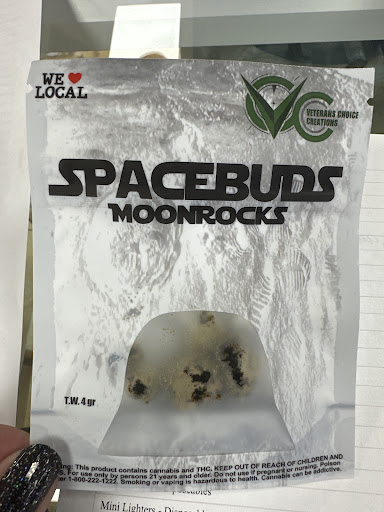 WE ❤
LOCAL
VETERANS CHOICE
CREATIONS
SPACEBUDS
MOONROCKS
T.W. 4 gr
ng: This product contains cannabis and THC. KEEP OUT OF REACH OF CHILDREN AND
S. For use only by persons 21 years and older. Do not use if pregnant or nursing. Poison
er 1-800-222-1222. Smoking or vaping is hazardous to health. Cannabis can be addictive.
Mini Lighters -